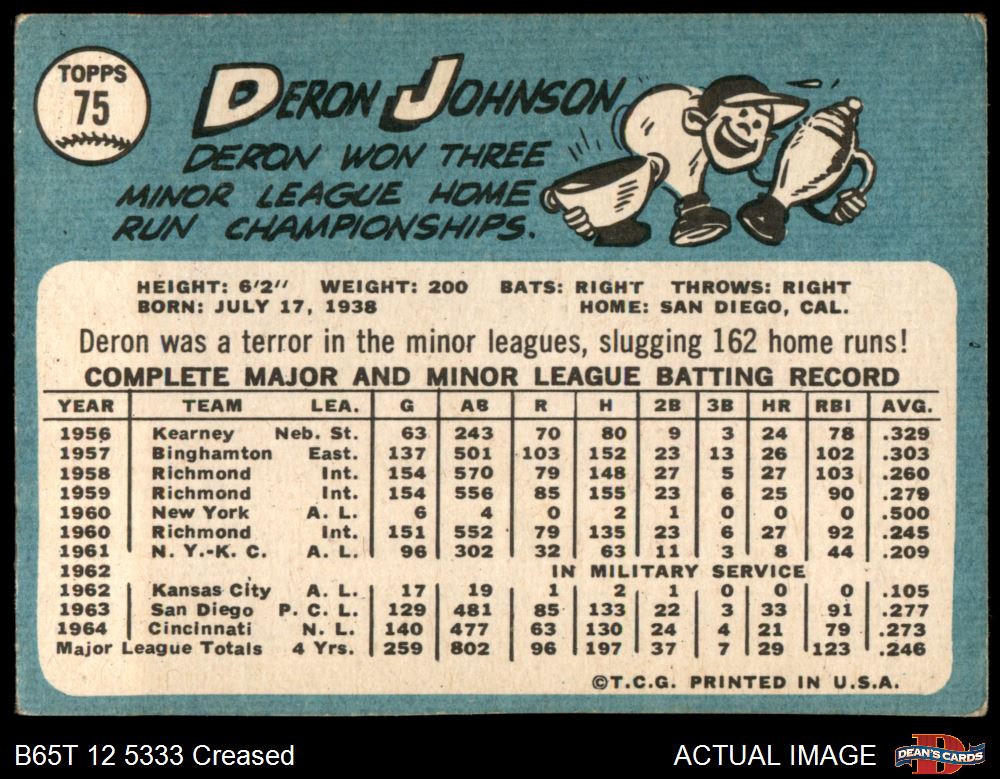 TOPPS
75
DERON JOHNSON
DERON WON THREE
MINOR LEAGUE HOME
RUN CHAMPIONSHIPS.
HEIGHT: 6'2" WEIGHT: 200 BATS: RIGHT THROWS: RIGHT
BORN: JULY 17, 1938 HOME: SAN DIEGO, CAL.
Deron was a terror in the minor leagues, slugging 162 home runs!
COMPLETE MAJOR AND MINOR LEAGUE BATTING RECORD
YEAR TEAM LEA. G AB R H 2B 3B HR RBI AVG.
1956 Kearney Neb. St. 63 243 70 80 9 3 24 78 .329
1957 Binghamton East. 137 501 103 152 23 13 26 102 .303
1958 Richmond Int. 154 570 79 148 27 5 27 103 .260
1959 Richmond Int. 154 556 85 155 23 6 25 90 .279
1960 New York A. L. 6 4 0 2 1 0 0 0 .500
1960 Richmond Int. 151 552 79 135 23 6 27 92 .245
1961 N. Y.-K. C. A. L. 96 302 32 63 11 3 8 44 .209
1962 IN MILITARY SERVICE
1962 Kansas City A. L. 17 19 1 2 1 0 0 0 .105
1963 San Diego P. C. L. 129 481 85 133 22 3 33 91 .277
1964 Cincinnati N. L. 140 477 63 130 24 4 21 79 .273
Major League Totals 4 Yrs. 259 802 96 197 37 7 29 123 .246
©T.C.G. PRINTED IN U.S.A.
B65T 12 5333 Creased
ACTUAL IMAGE
DEAN'S CARDS